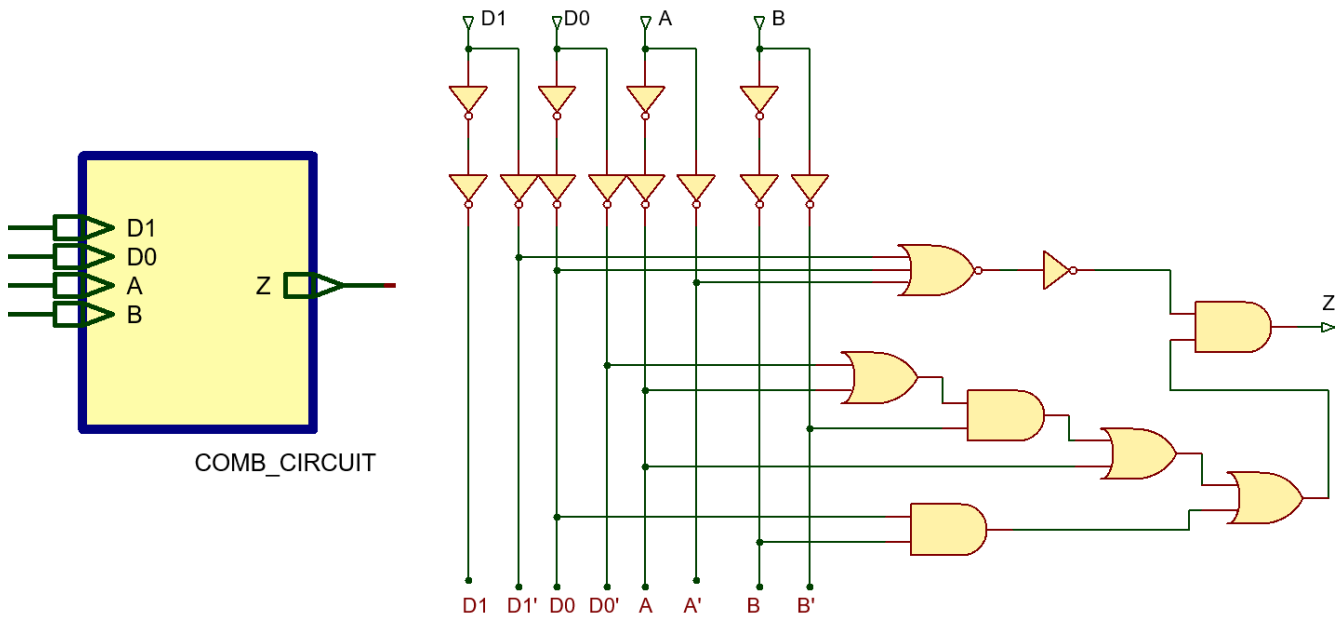 D1
D0
A
B
Z
COMB_CIRCUIT
D1
D0
A
B
Z
D1 D1' D0 D0' A A' B B'